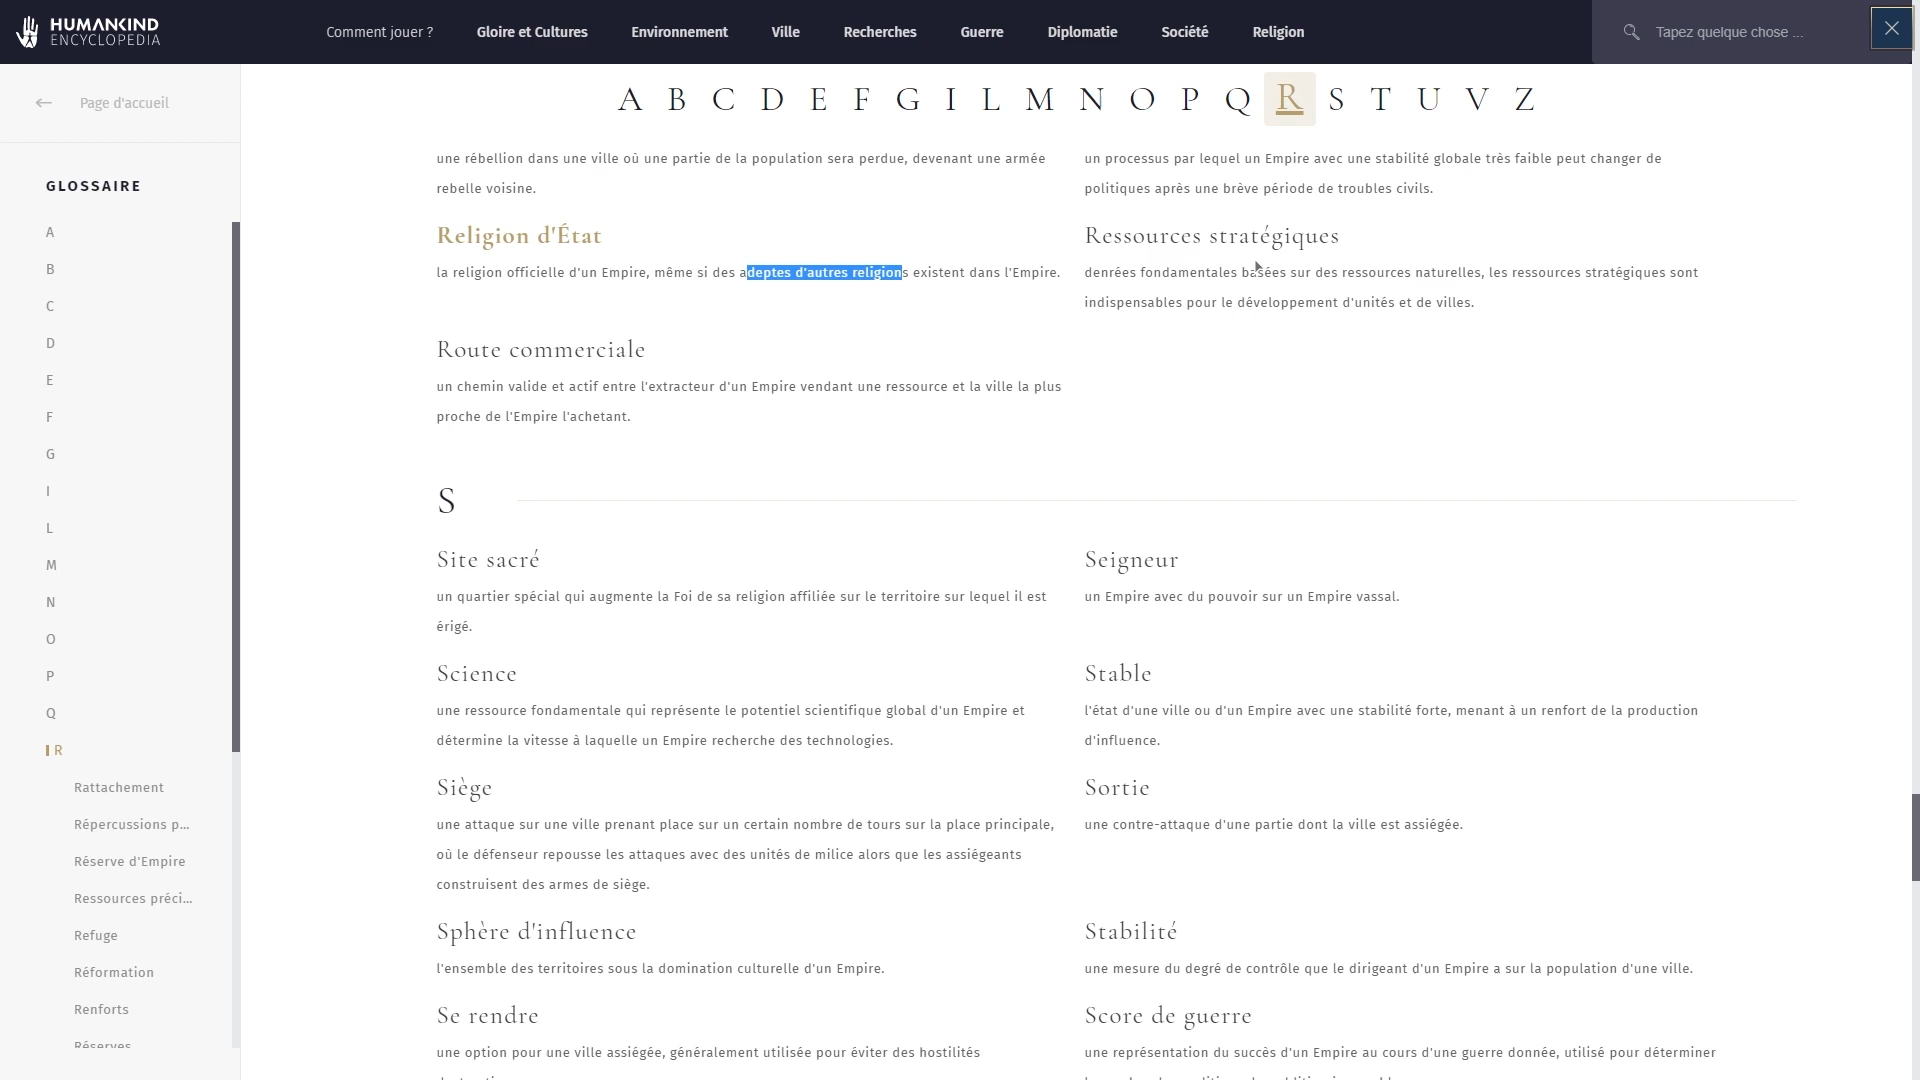 HUMANKIND
ENCYCLOPEDIA
Comment jouer ?
Gloire et Cultures
Environnement
Ville
Recherches
Guerre
Diplomatie
Société
Religion
Tapez quelque chose ...
Page d'accueil
GLOSSAIRE
A
B
C
D
E
F
G
I
L
M
N
O
P
Q
R
Rattachement
Répercussions p...
Réserve d'Empire
Ressources préci...
Refuge
Réformation
Renforts
Réserves
A B C D E F G I L M N O P Q R S T U V Z
une rébellion dans une ville où une partie de la population sera perdue, devenant une armée
rebelle voisine.
un processus par lequel un Empire avec une stabilité globale très faible peut changer de
politiques après une brève période de troubles civils.
Religion d'État
la religion officielle d'un Empire, même si des adeptes d'autres religions existent dans l'Empire.
Ressources stratégiques
denrées fondamentales basées sur des ressources naturelles, les ressources stratégiques sont
indispensables pour le développement d'unités et de villes.
Route commerciale
un chemin valide et actif entre l'extracteur d'un Empire vendant une ressource et la ville la plus
proche de l'Empire l'achetant.
S
Site sacré
un quartier spécial qui augmente la Foi de sa religion affiliée sur le territoire sur lequel il est
érigé.
Seigneur
un Empire avec du pouvoir sur un Empire vassal.
Science
une ressource fondamentale qui représente le potentiel scientifique global d'un Empire et
détermine la vitesse à laquelle un Empire recherche des technologies.
Stable
l'état d'une ville ou d'un Empire avec une stabilité forte, menant à un renfort de la production
d'influence.
Siège
une attaque sur une ville prenant place sur un certain nombre de tours sur la place principale,
où le défenseur repousse les attaques avec des unités de milice alors que les assiégeants
construisent des armes de siège.
Sortie
une contre-attaque d'une partie dont la ville est assiégée.
Sphère d'influence
l'ensemble des territoires sous la domination culturelle d'un Empire.
Stabilité
une mesure du degré de contrôle que le dirigeant d'un Empire a sur la population d'une ville.
Se rendre
une option pour une ville assiégée, généralement utilisée pour éviter des hostilités
Score de guerre
une représentation du succès d'un Empire au cours d'une guerre donnée, utilisé pour déterminer